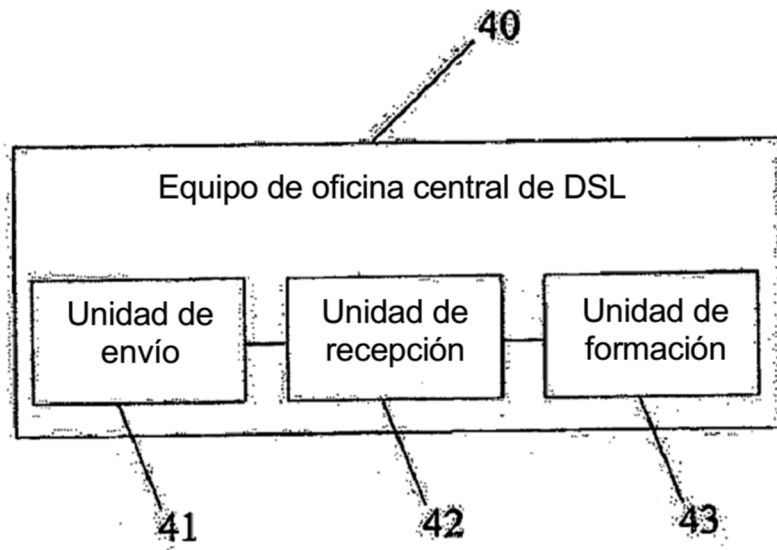 40
Equipo de oficina central de DSL
Unidad de
envío
Unidad de
recepción
Unidad de
formación
41
42
43